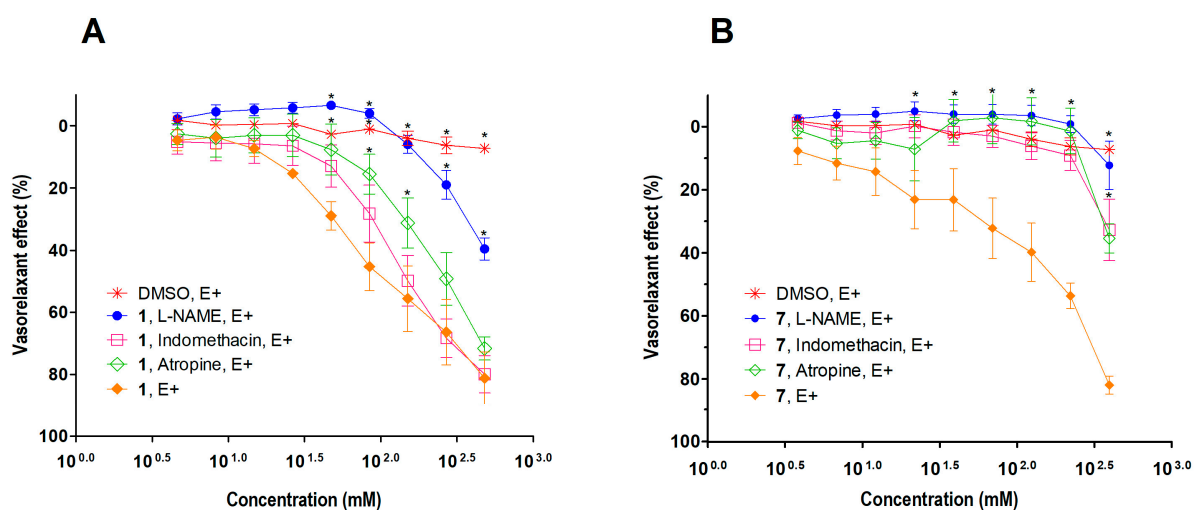 A
Vasorelaxant effect (%)
0
20
40
60
80
100
* * * * *
* * *
*
DMSO, E+
1, L-NAME, E+
1, Indomethacin, E+
1, Atropine, E+
1, E+
10^0.0 10^0.5 10^1.0 10^1.5 10^2.0 10^2.5 10^3.0
Concentration (mM)
B
Vasorelaxant effect (%)
0
20
40
60
80
100
* * * * * *
*
DMSO, E+
7, L-NAME, E+
7, Indomethacin, E+
7, Atropine, E+
7, E+
10^0.0 10^0.5 10^1.0 10^1.5 10^2.0 10^2.5 10^3.0
Concentration (mM)